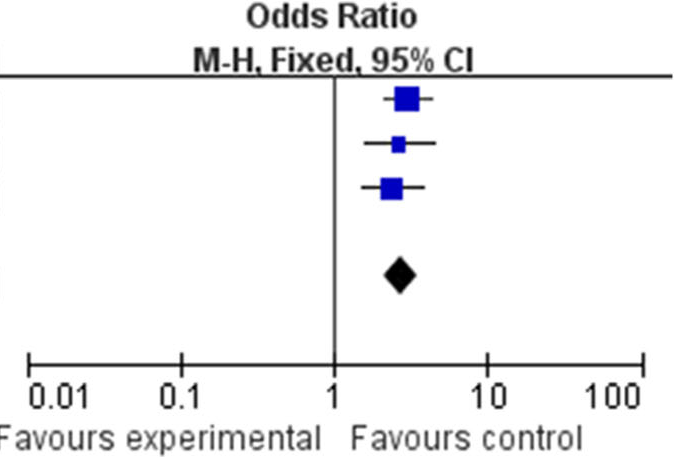 Odds Ratio
M-H, Fixed, 95% CI
0.01 0.1 1 10 100
Favours experimental Favours control